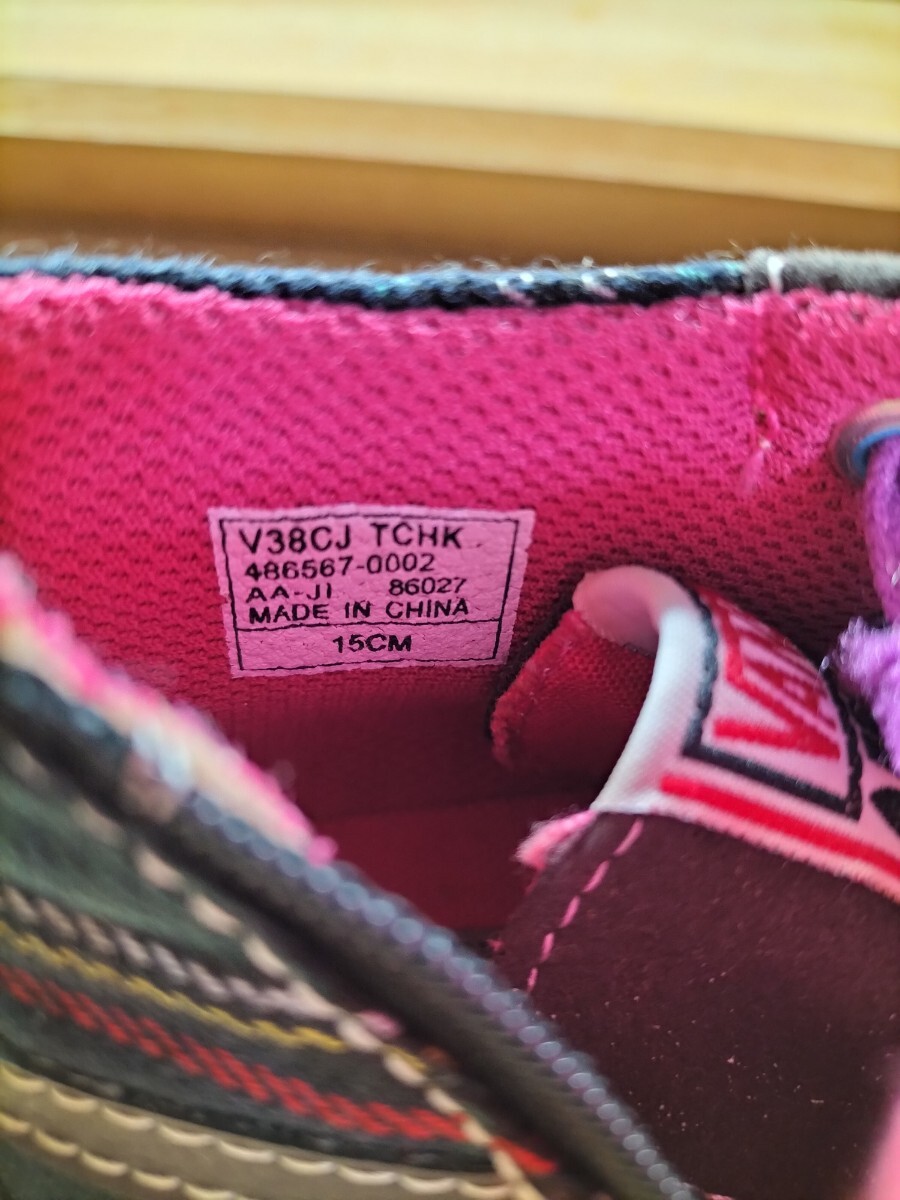 V38CJ TCHK
486567-0002
AA-JI 86027
MADE IN CHINA
15CM